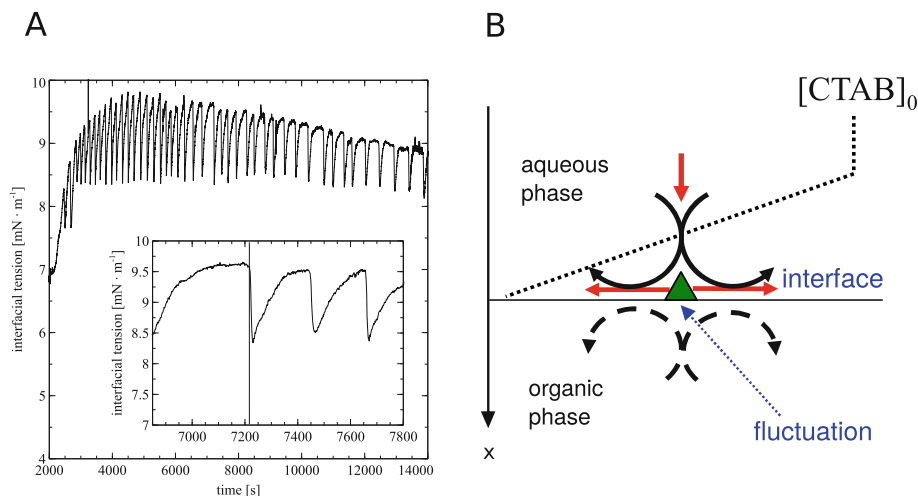 A
interfacial tension [mN · m⁻¹]
10
9
8
7
6
5
4
2000 4000 6000 8000 10000 12000 14000
time [s]
interfacial tension [mN · m⁻¹]
10
9.5
9
8.5
8
7.5
7
7000 7200 7400 7600 7800
B
[CTAB]₀
aqueous
phase
interface
organic
phase
fluctuation
x